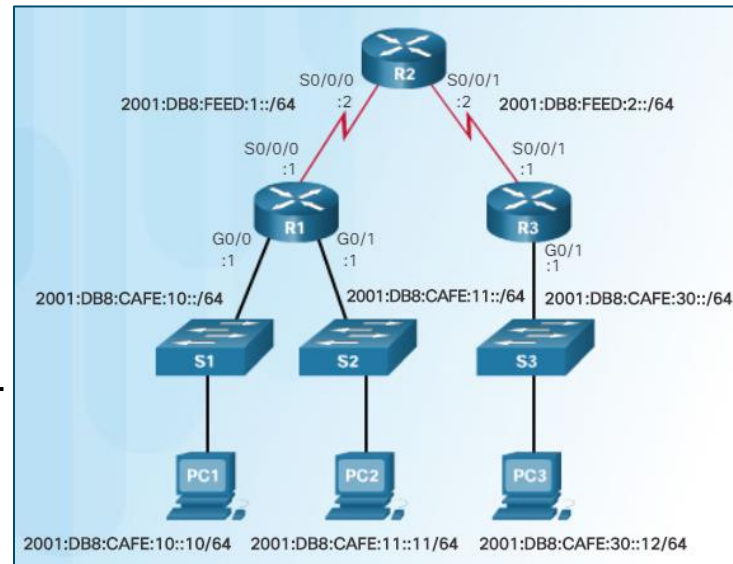 R2
S0/0/0
:2
S0/0/1
:2
2001:DB8:FEED:1::/64
2001:DB8:FEED:2::/64
S0/0/0
:1
S0/0/1
:1
R1
R3
G0/0
:1
G0/1
:1
G0/1
:1
2001:DB8:CAFE:10::/64
2001:DB8:CAFE:11::/64
2001:DB8:CAFE:30::/64
S1
S2
S3
PC1
PC2
PC3
2001:DB8:CAFE:10::10/64
2001:DB8:CAFE:11::11/64
2001:DB8:CAFE:30::12/64